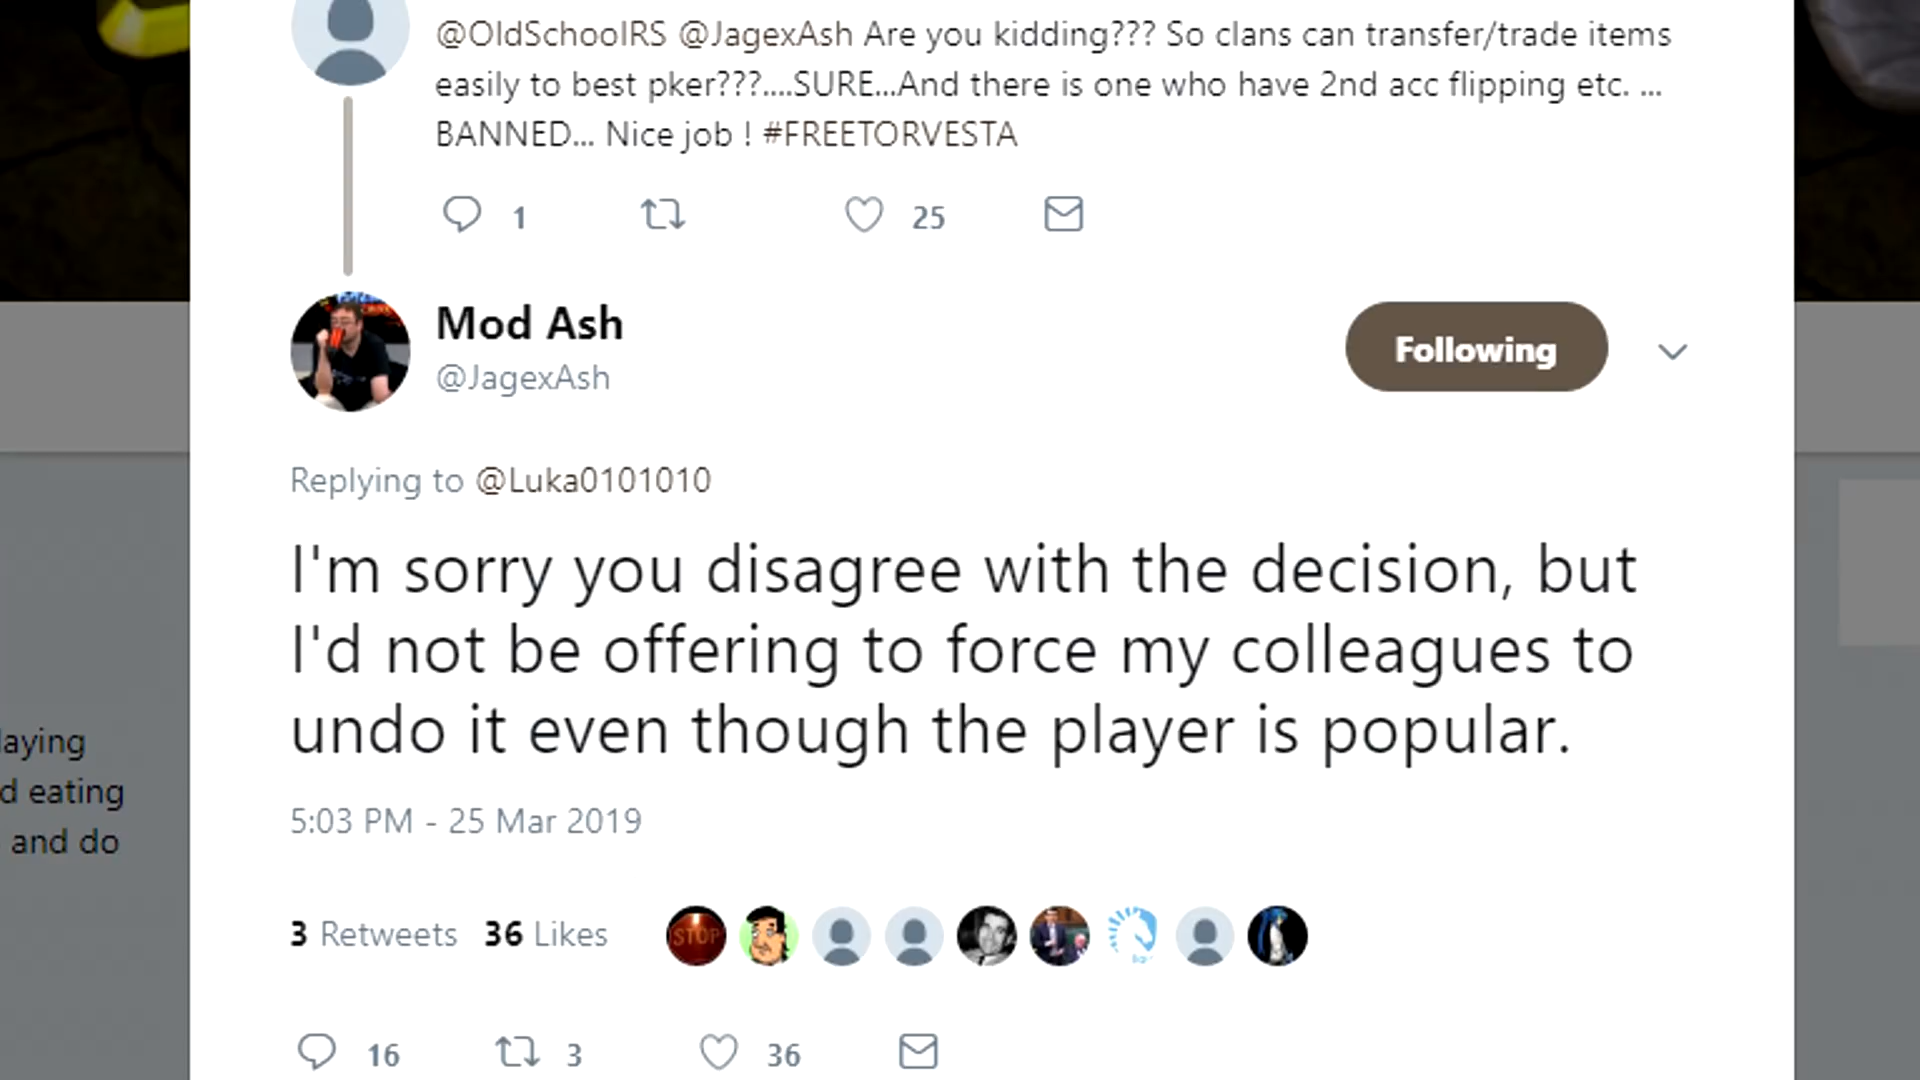 @OldSchoolRS @JagexAsh Are you kidding??? So clans can transfer/trade items
easily to best pker???....SURE...And there is one who have 2nd acc flipping etc. ...
BANNED... Nice job ! #FREETORVESTA
1 25
Mod Ash
@JagexAsh
Following
Replying to @Luka0101010
I'm sorry you disagree with the decision, but
I'd not be offering to force my colleagues to
undo it even though the player is popular.
5:03 PM - 25 Mar 2019
3 Retweets 36 Likes
STOP
16 3 36
laying
d eating
and do